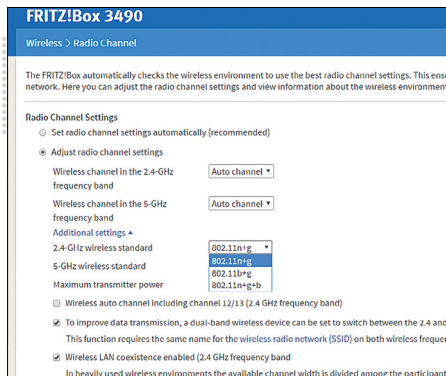 FRITZ!Box 3490
Wireless > Radio Channel
The FRITZ!Box automatically checks the wireless environment to use the best radio channel settings. This ensu
network. Here you can adjust the radio channel settings and view information about the wireless environment
Radio Channel Settings
Set radio channel settings automatically (recommended)
Adjust radio channel settings
Wireless channel in the 2.4-GHz
frequency band
Auto channel
Wireless channel in the 5-GHz
frequency band
Auto channel
Additional settings
2.4-GHz wireless standard
802.11n+g
5-GHz wireless standard
802.11n+g
802.11b+g
Maximum transmitter power
802.11n+g+b
Wireless auto channel including channel 12/13 (2.4 GHz frequency band)
To improve data transmission, a dual-band wireless device can be set to switch between the 2.4 and
This function requires the same name for the wireless radio network (SSID) on both wireless frequen
Wireless LAN coexistence enabled (2.4 GHz frequency band
In heavily used wireless environments the available channel width is divided among the participant